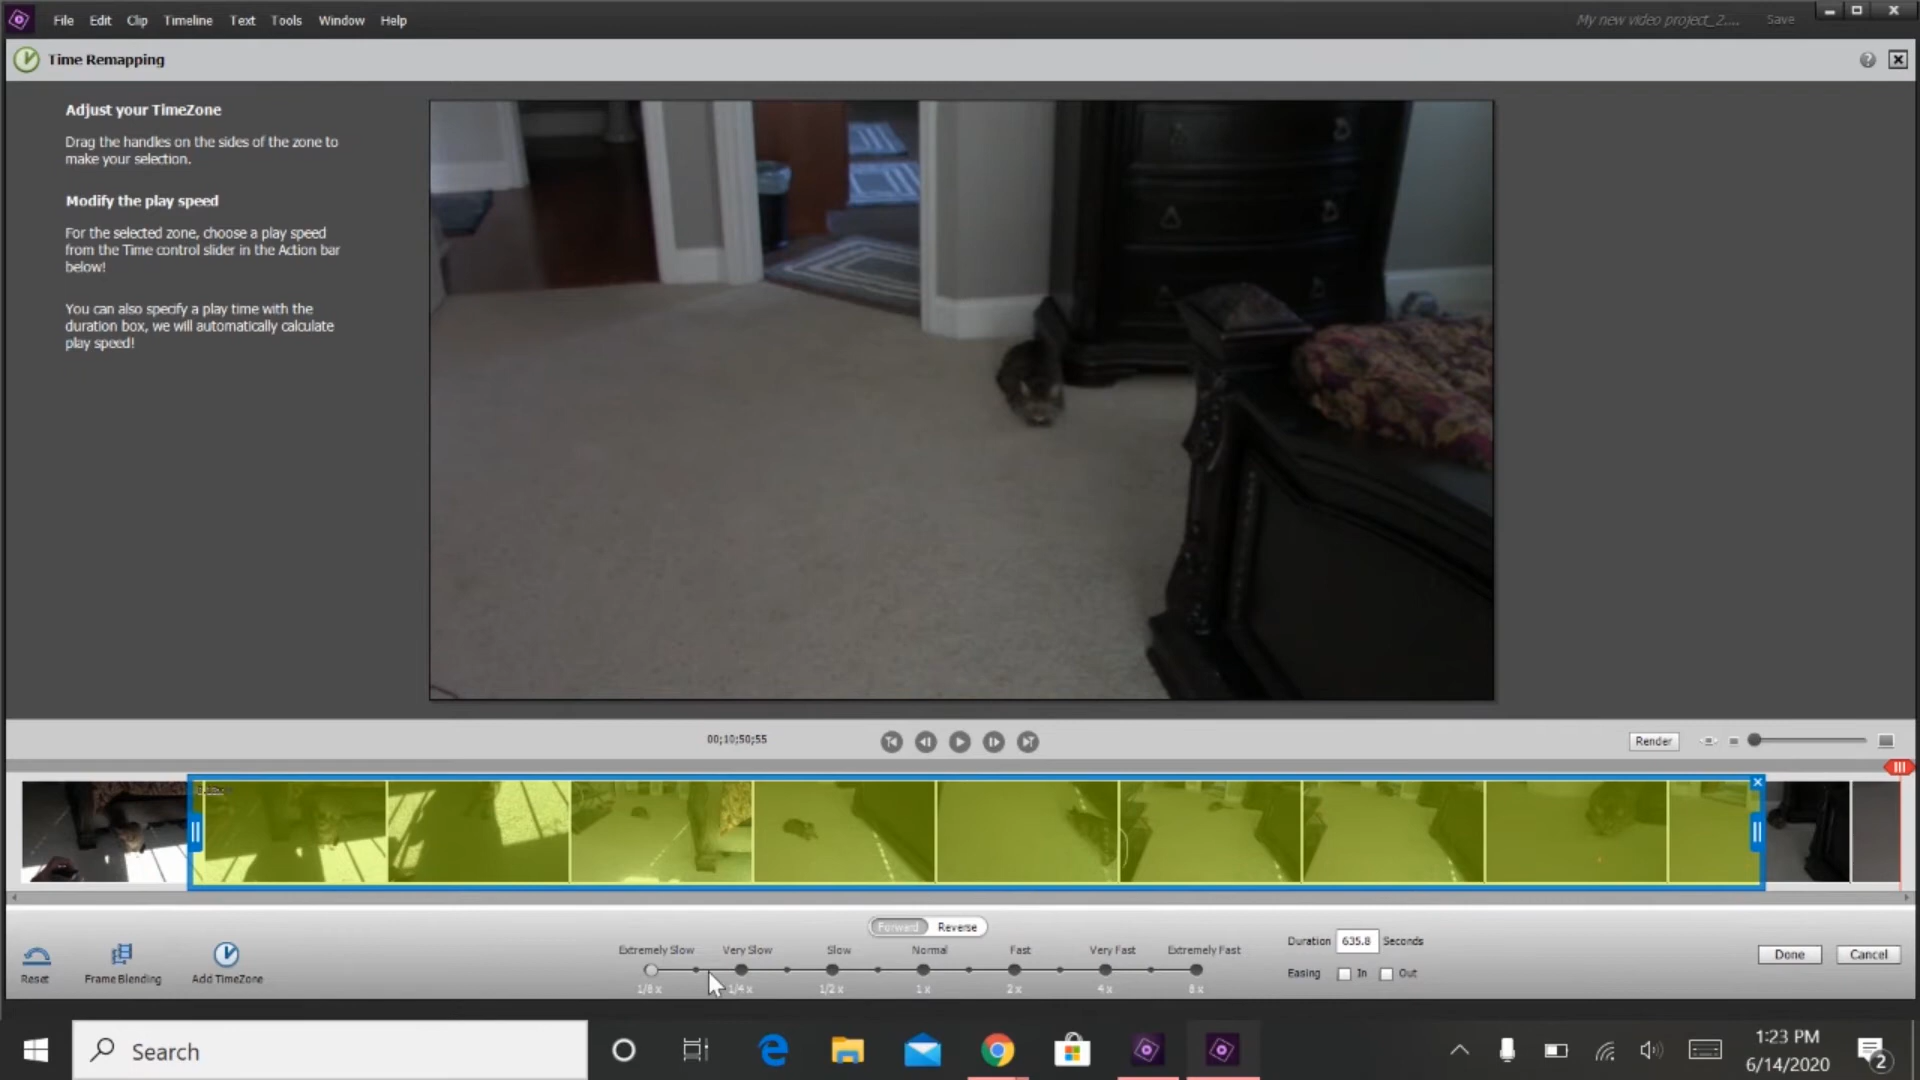 File Edit Clip Timeline Text Tools Window Help
My new video project_2.... Save
Time Remapping
Adjust your TimeZone
Drag the handles on the sides of the zone to
make your selection.
Modify the play speed
For the selected zone, choose a play speed
from the Time control slider in the Action bar
below!
You can also specify a play time with the
duration box, we will automatically calculate
play speed!
00;10;50;55
Render
Forward Reverse
Extremely Slow Very Slow Slow Normal Fast Very Fast Extremely Fast
1/8 x 1/4 x 1/2 x 1 x 2 x 4 x 8 x
Duration 635.8 Seconds
Easing In Out
Reset Frame Blending Add TimeZone
Done Cancel
Search
1:23 PM
6/14/2020
2